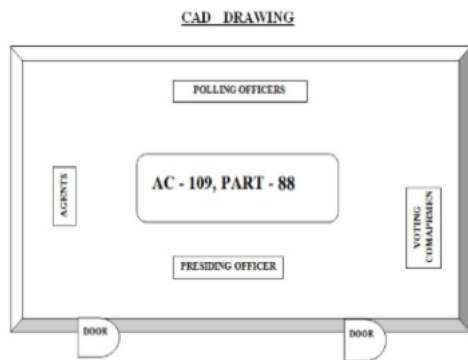 CAD DRAWING
POLLING OFFICERS
AGENTS
AC - 109, PART - 88
VOTING
COMAPRMEN
PRESIDING OFFICER
DOOR
DOOR